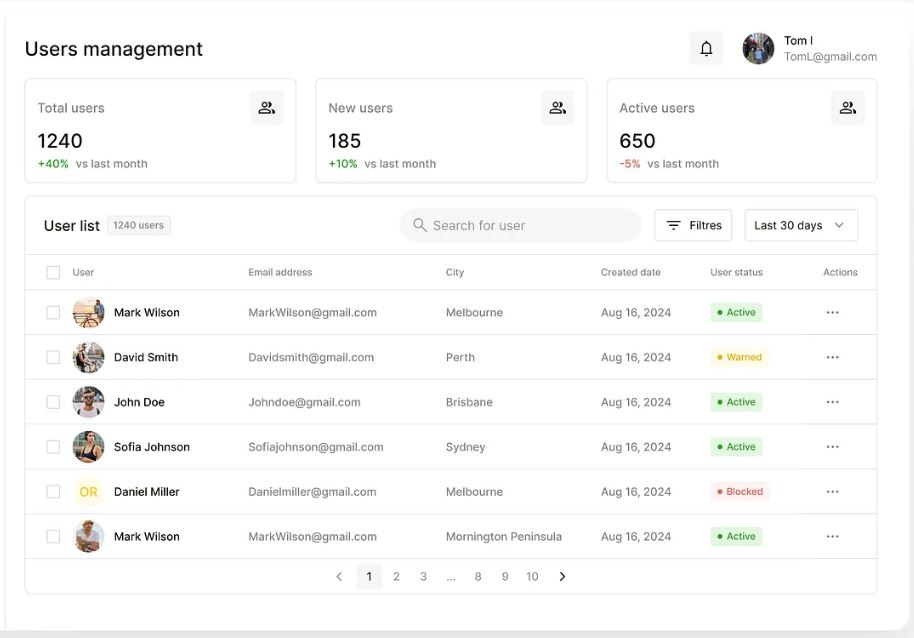 Users management
Tom l
TomL@gmail.com
Total users
1240
+40% vs last month
New users
185
+10% vs last month
Active users
650
-5% vs last month
User list 1240 users Search for user Filtres Last 30 days
User Email address City Created date User status Actions
Mark Wilson MarkWilson@gmail.com Melbourne Aug 16, 2024 Active ...
David Smith Davidsmith@gmail.com Perth Aug 16, 2024 Warned ...
John Doe Johndoe@gmail.com Brisbane Aug 16, 2024 Active ...
Sofia Johnson Sofiajohnson@gmail.com Sydney Aug 16, 2024 Active ...
OR Daniel Miller Danielmiller@gmail.com Melbourne Aug 16, 2024 Blocked ...
Mark Wilson MarkWilson@gmail.com Mornington Peninsula Aug 16, 2024 Active ...
< 1 2 3 ... 8 9 10 >